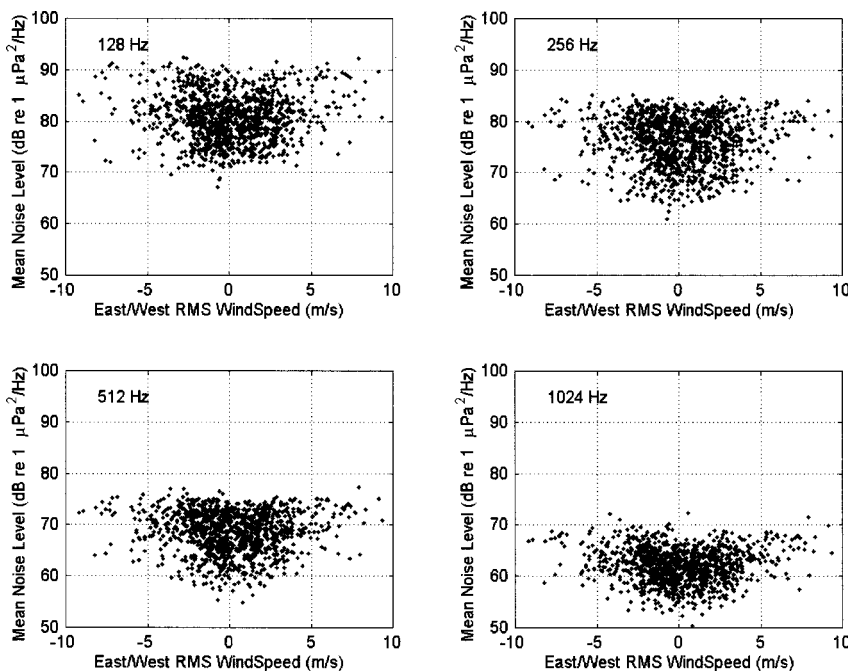 100
90
80
70
60
50
128 Hz
Mean Noise Level (dB re 1 μPa²/Hz)
-10 -5 0 5 10
East/West RMS WindSpeed (m/s)
100
90
80
70
60
50
256 Hz
Mean Noise Level (dB re 1 μPa²/Hz)
-10 -5 0 5 10
East/West RMS WindSpeed (m/s)
100
90
80
70
60
50
512 Hz
Mean Noise Level (dB re 1 μPa²/Hz)
-10 -5 0 5 10
East/West RMS WindSpeed (m/s)
100
90
80
70
60
50
1024 Hz
Mean Noise Level (dB re 1 μPa²/Hz)
-10 -5 0 5 10
East/West RMS WindSpeed (m/s)